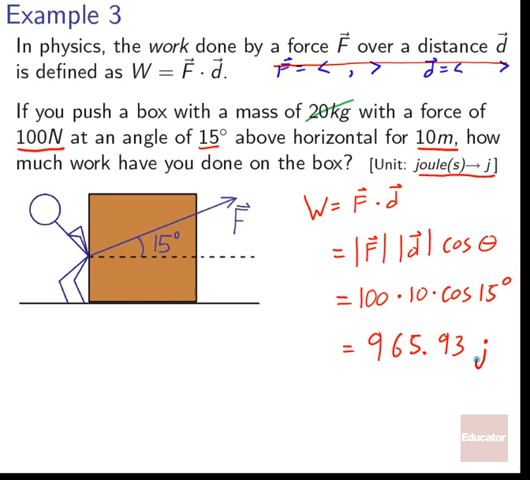 Example 3
In physics, the work done by a force F⃗ over a distance d⃗
is defined as W = F⃗ · d⃗.
F⃗ = < , > d⃗ = < >
If you push a box with a mass of 20kg with a force of
100N at an angle of 15° above horizontal for 10m, how
much work have you done on the box? [Unit: joule(s)→ j]
W = F⃗ · d⃗
F⃗
15°
= |F⃗| |d⃗| cos θ
= 100 · 10 · cos 15°
= 965.93 j
Educator